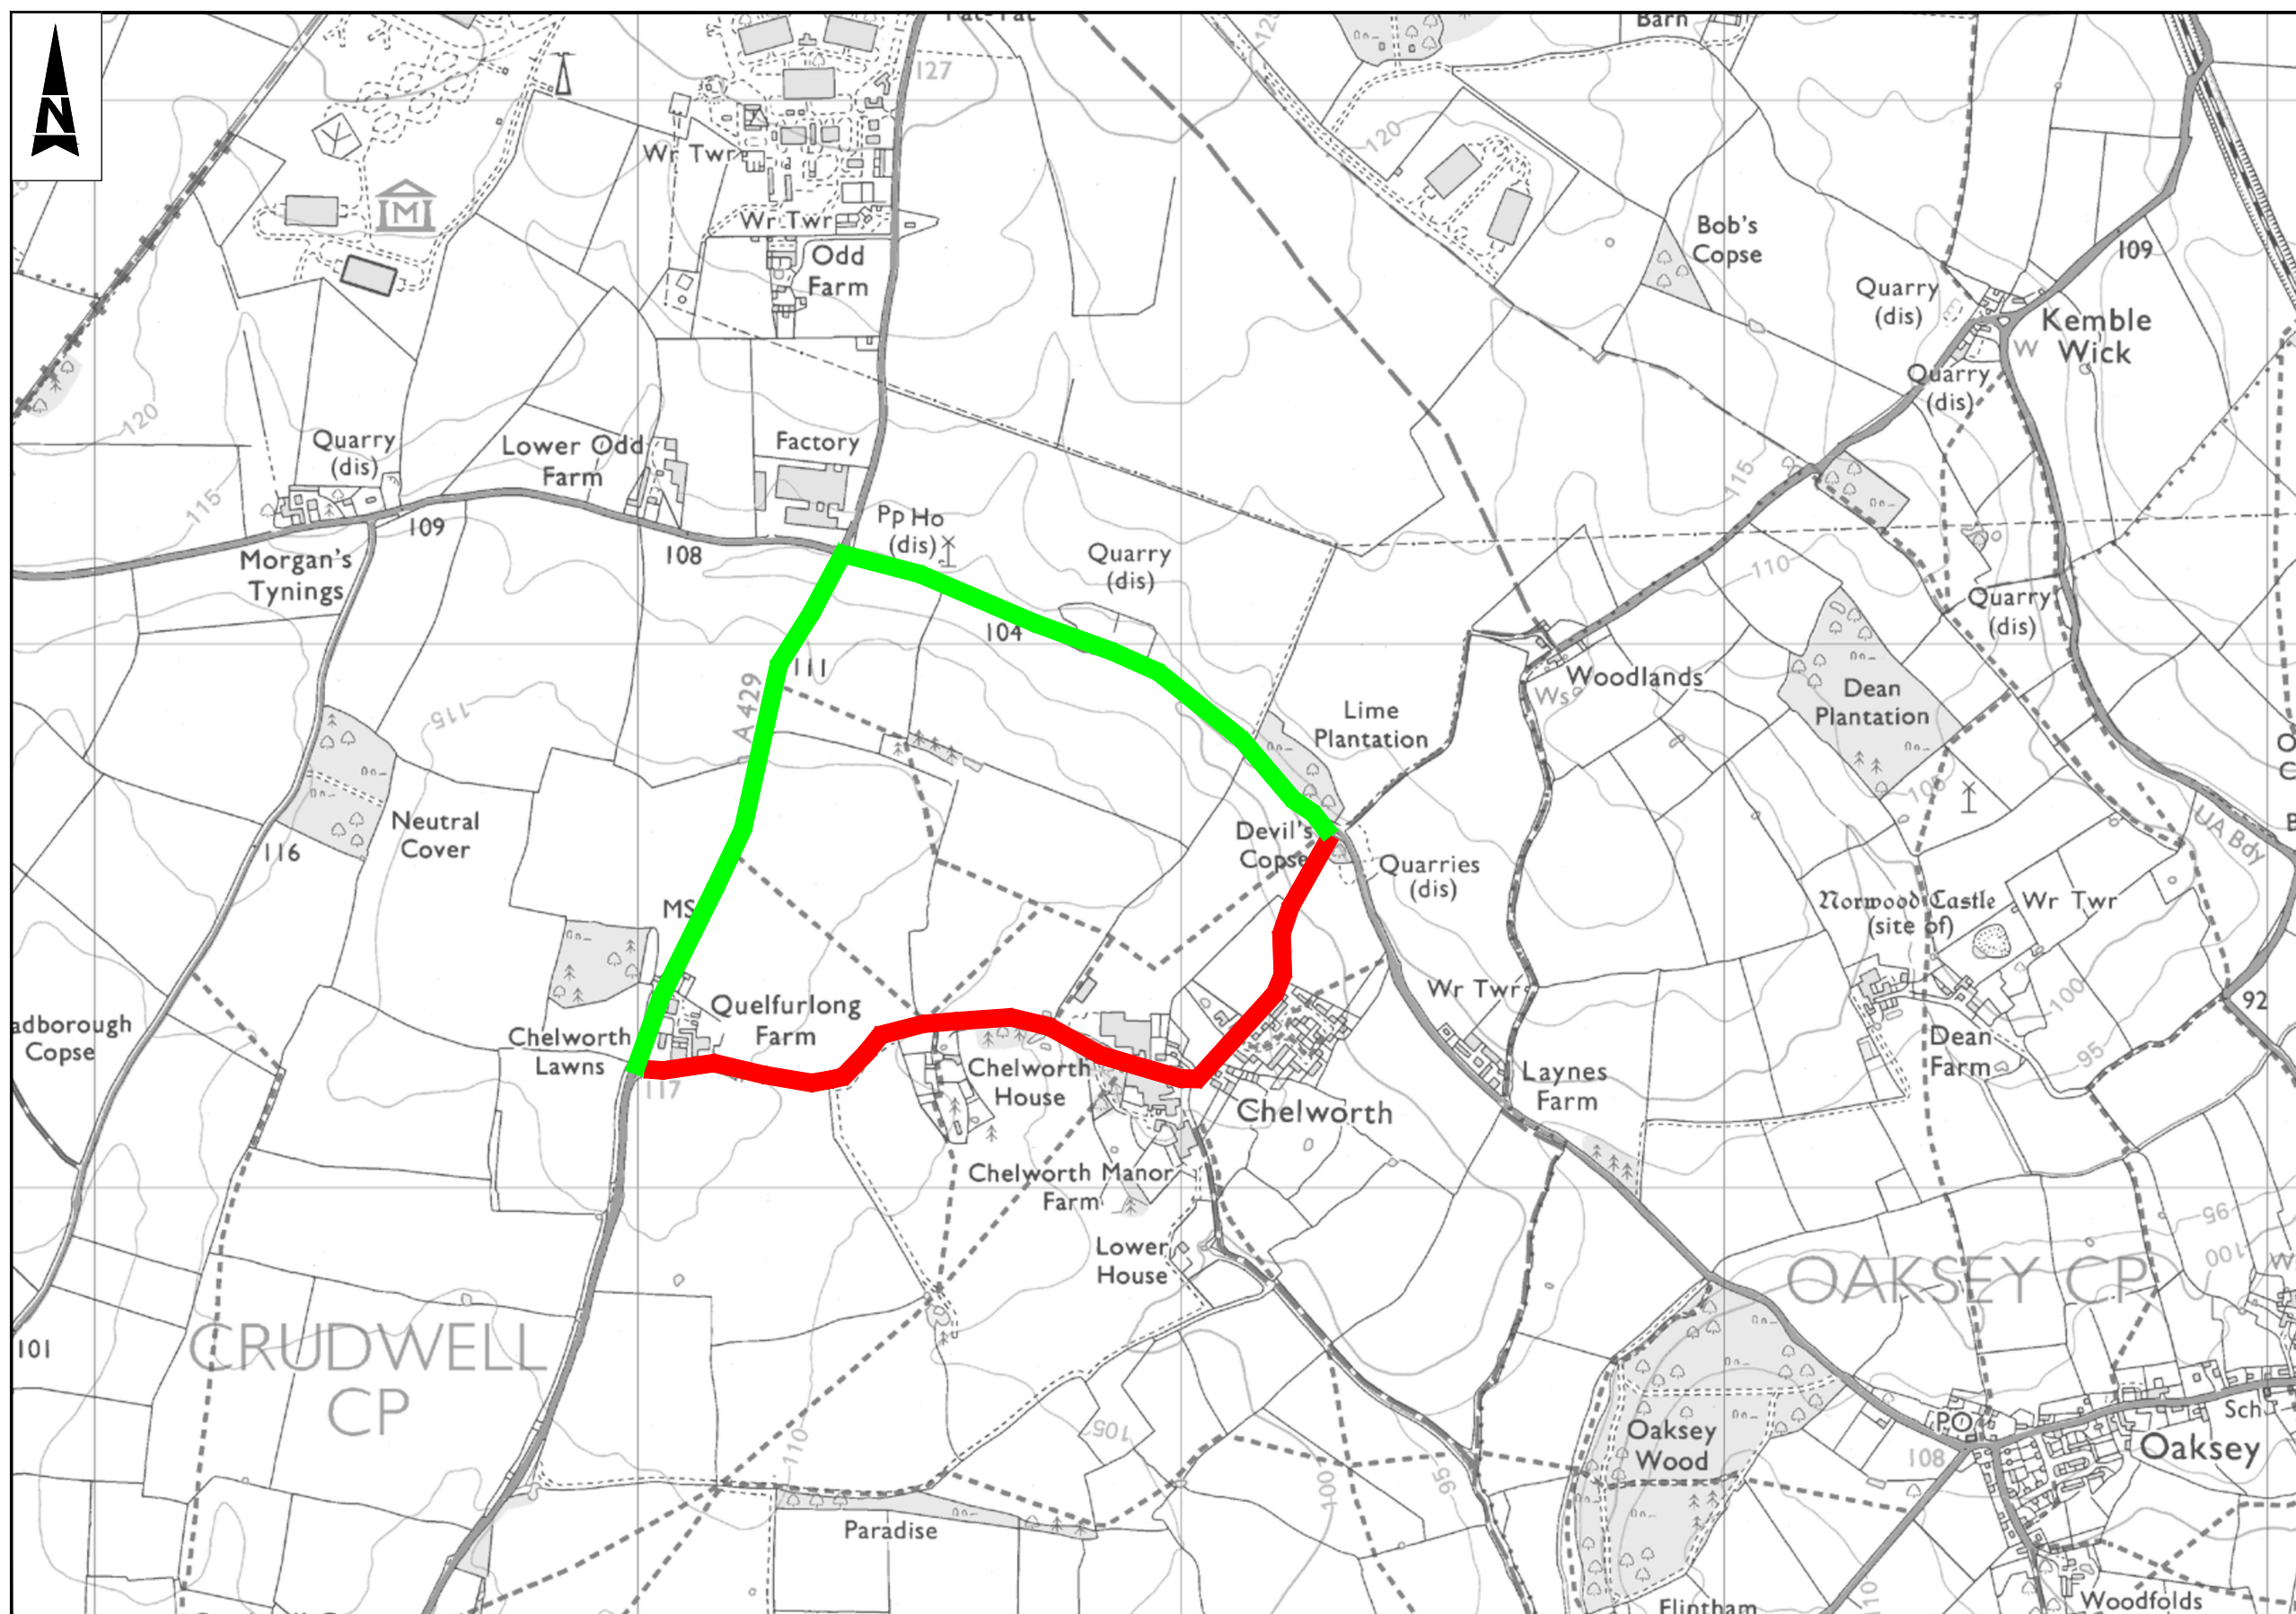 N
Barn
127
120
Wr Twr
M
Wr Twr
Odd
Farm
Bob's
Copse
109
Quarry
(dis)
Kemble
Wick
W
Quarry
(dis)
120
Quarry
(dis)
Lower Odd
Farm
Factory
115
115
109
Pp Ho
(dis)
108
Quarry
(dis)
Morgan's
Tynings
110
Quarry
(dis)
104
111
A 429
Woodlands
Ws
Lime
Plantation
Dean
Plantation
115
Neutral
Cover
116
Devil's
Copse
Quarries
(dis)
UA Bdy
MS
Norwood Castle
(site of)
Wr Twr
Quelfurlong
Farm
Wr Twr
100
92
adborough
Copse
Chelworth
Lawns
117
Chelworth
House
Dean
Farm
95
Laynes
Farm
Chelworth
Chelworth Manor
Farm
95
100
Lower
House
OAKSEY CP
CRUDWELL
CP
101
105
110
PO
Sch
Oaksey
Wood
108
Oaksey
100
95
Paradise
110
Woodfolds
Flintham